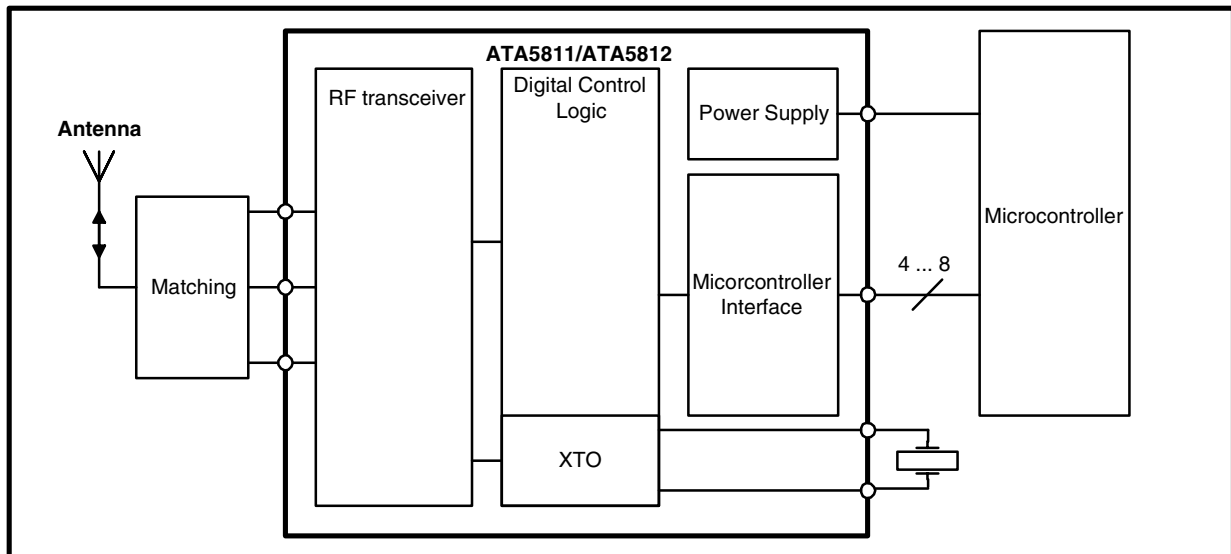 ATA5811/ATA5812
RF transceiver
Digital Control
Logic
Power Supply
Antenna
Matching
Micorcontroller
Interface
4 ... 8
Microcontroller
XTO